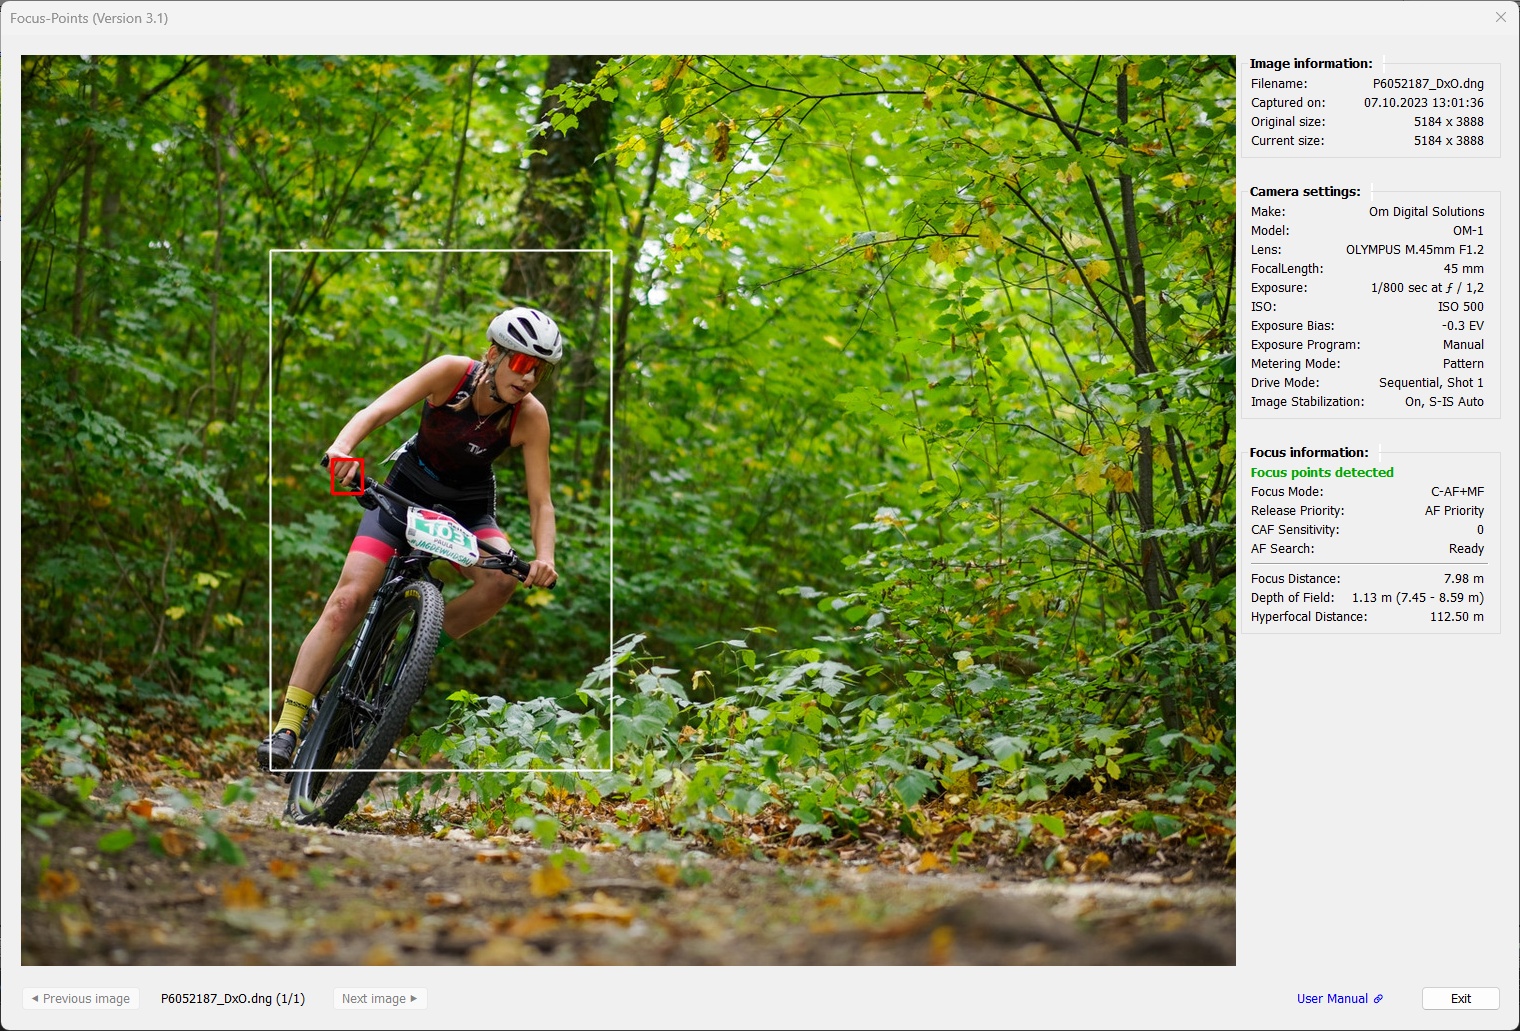 Focus-Points (Version 3.1)
Image information:
Filename: P6052187_DxO.dng
Captured on: 07.10.2023 13:01:36
Original size: 5184 x 3888
Current size: 5184 x 3888
Camera settings:
Make: Om Digital Solutions
Model: OM-1
Lens: OLYMPUS M.45mm F1.2
FocalLength: 45 mm
Exposure: 1/800 sec at ƒ / 1,2
ISO: ISO 500
Exposure Bias: -0.3 EV
Exposure Program: Manual
Metering Mode: Pattern
Drive Mode: Sequential, Shot 1
Image Stabilization: On, S-IS Auto
Focus information:
Focus points detected
Focus Mode: C-AF+MF
Release Priority: AF Priority
CAF Sensitivity: 0
AF Search: Ready
Focus Distance: 7.98 m
Depth of Field: 1.13 m (7.45 - 8.59 m)
Hyperfocal Distance: 112.50 m
103
PAULA
#JAGDEWUIDSAU
Previous image
P6052187_DxO.dng (1/1)
Next image
User Manual
Exit